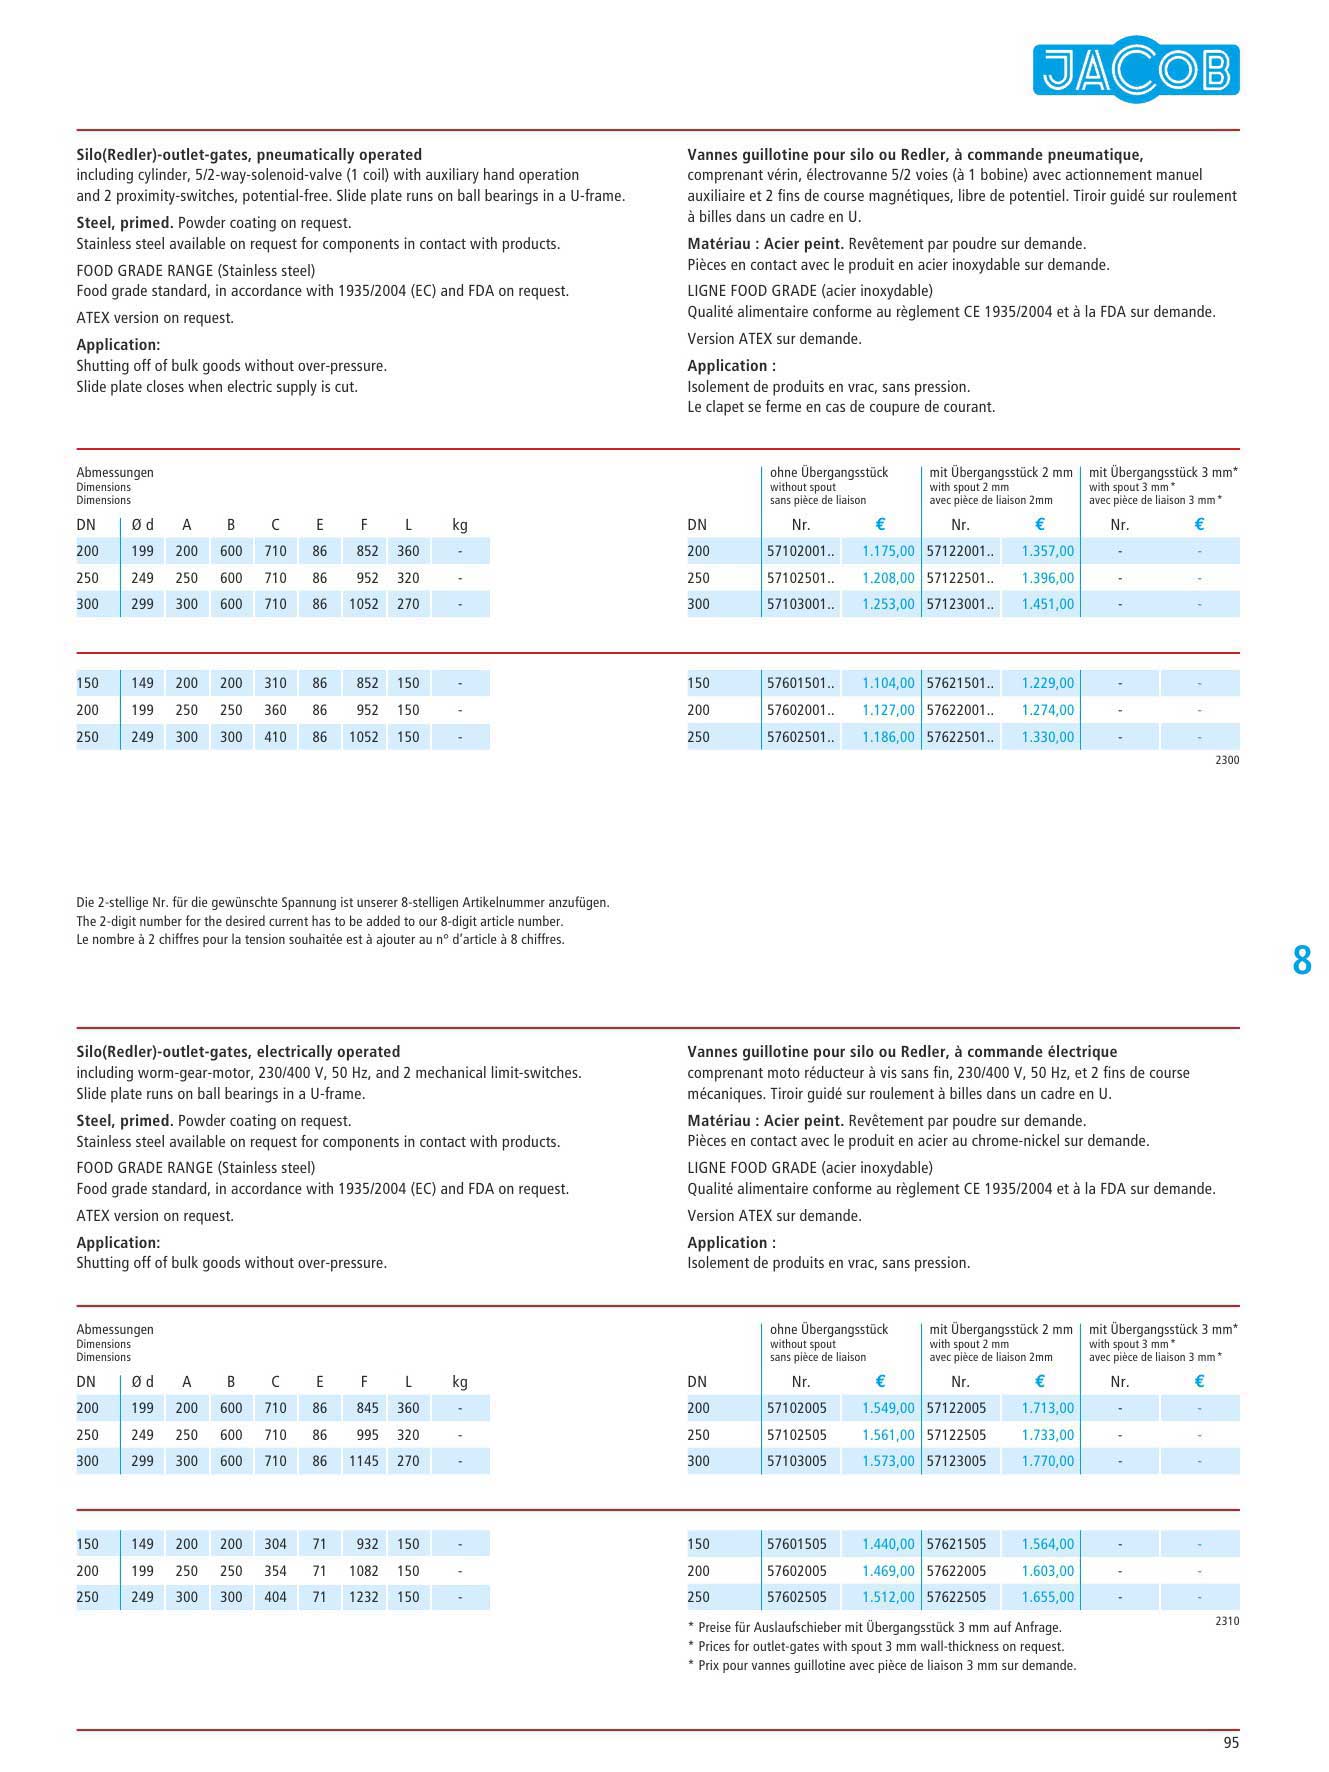 JACOB
Silo(Redler)-outlet-gates, pneumatically operated
including cylinder, 5/2-way-solenoid-valve (1 coil) with auxiliary hand operation
and 2 proximity-switches, potential-free. Slide plate runs on ball bearings in a U-frame.
Steel, primed. Powder coating on request.
Stainless steel available on request for components in contact with products.
FOOD GRADE RANGE (Stainless steel)
Food grade standard, in accordance with 1935/2004 (EC) and FDA on request.
ATEX version on request.
Application:
Shutting off of bulk goods without over-pressure.
Slide plate closes when electric supply is cut.
Vannes guillotine pour silo ou Redler, à commande pneumatique,
comprenant vérin, électrovanne 5/2 voies (à 1 bobine) avec actionnement manuel
auxiliaire et 2 fins de course magnétiques, libre de potentiel. Tiroir guidé sur roulement
à billes dans un cadre en U.
Matériau : Acier peint. Revêtement par poudre sur demande.
Pièces en contact avec le produit en acier inoxydable sur demande.
LIGNE FOOD GRADE (acier inoxydable)
Qualité alimentaire conforme au règlement CE 1935/2004 et à la FDA sur demande.
Version ATEX sur demande.
Application :
Isolement de produits en vrac, sans pression.
Le clapet se ferme en cas de coupure de courant.
Abmessungen
Dimensions
Dimensions
DN Ø d A B C E F L kg
200 199 200 600 710 86 852 360 -
250 249 250 600 710 86 952 320 -
300 299 300 600 710 86 1052 270 -
150 149 200 200 310 86 852 150 -
200 199 250 250 360 86 952 150 -
250 249 300 300 410 86 1052 150 -
ohne Übergangsstück mit Übergangsstück 2 mm mit Übergangsstück 3 mm*
without spout with spout 2 mm with spout 3 mm *
sans pièce de liaison avec pièce de liaison 2mm avec pièce de liaison 3 mm *
DN Nr. € Nr. € Nr. €
200 57102001.. 1.175,00 57122001.. 1.357,00 - -
250 57102501.. 1.208,00 57122501.. 1.396,00 - -
300 57103001.. 1.253,00 57123001.. 1.451,00 - -
150 57601501.. 1.104,00 57621501.. 1.229,00 - -
200 57602001.. 1.127,00 57622001.. 1.274,00 - -
250 57602501.. 1.186,00 57622501.. 1.330,00 - -
2300
Die 2-stellige Nr. für die gewünschte Spannung ist unserer 8-stelligen Artikelnummer anzufügen.
The 2-digit number for the desired current has to be added to our 8-digit article number.
Le nombre à 2 chiffres pour la tension souhaitée est à ajouter au n° d’article à 8 chiffres.
8
Silo(Redler)-outlet-gates, electrically operated
including worm-gear-motor, 230/400 V, 50 Hz, and 2 mechanical limit-switches.
Slide plate runs on ball bearings in a U-frame.
Steel, primed. Powder coating on request.
Stainless steel available on request for components in contact with products.
FOOD GRADE RANGE (Stainless steel)
Food grade standard, in accordance with 1935/2004 (EC) and FDA on request.
ATEX version on request.
Application:
Shutting off of bulk goods without over-pressure.
Vannes guillotine pour silo ou Redler, à commande électrique
comprenant moto réducteur à vis sans fin, 230/400 V, 50 Hz, et 2 fins de course
mécaniques. Tiroir guidé sur roulement à billes dans un cadre en U.
Matériau : Acier peint. Revêtement par poudre sur demande.
Pièces en contact avec le produit en acier au chrome-nickel sur demande.
LIGNE FOOD GRADE (acier inoxydable)
Qualité alimentaire conforme au règlement CE 1935/2004 et à la FDA sur demande.
Version ATEX sur demande.
Application :
Isolement de produits en vrac, sans pression.
Abmessungen
Dimensions
Dimensions
DN Ø d A B C E F L kg
200 199 200 600 710 86 845 360 -
250 249 250 600 710 86 995 320 -
300 299 300 600 710 86 1145 270 -
150 149 200 200 304 71 932 150 -
200 199 250 250 354 71 1082 150 -
250 249 300 300 404 71 1232 150 -
ohne Übergangsstück mit Übergangsstück 2 mm mit Übergangsstück 3 mm*
without spout with spout 2 mm with spout 3 mm *
sans pièce de liaison avec pièce de liaison 2mm avec pièce de liaison 3 mm *
DN Nr. € Nr. € Nr. €
200 57102005 1.549,00 57122005 1.713,00 - -
250 57102505 1.561,00 57122505 1.733,00 - -
300 57103005 1.573,00 57123005 1.770,00 - -
150 57601505 1.440,00 57621505 1.564,00 - -
200 57602005 1.469,00 57622005 1.603,00 - -
250 57602505 1.512,00 57622505 1.655,00 - -
2310
* Preise für Auslaufschieber mit Übergangsstück 3 mm auf Anfrage.
* Prices for outlet-gates with spout 3 mm wall-thickness on request.
* Prix pour vannes guillotine avec pièce de liaison 3 mm sur demande.
95